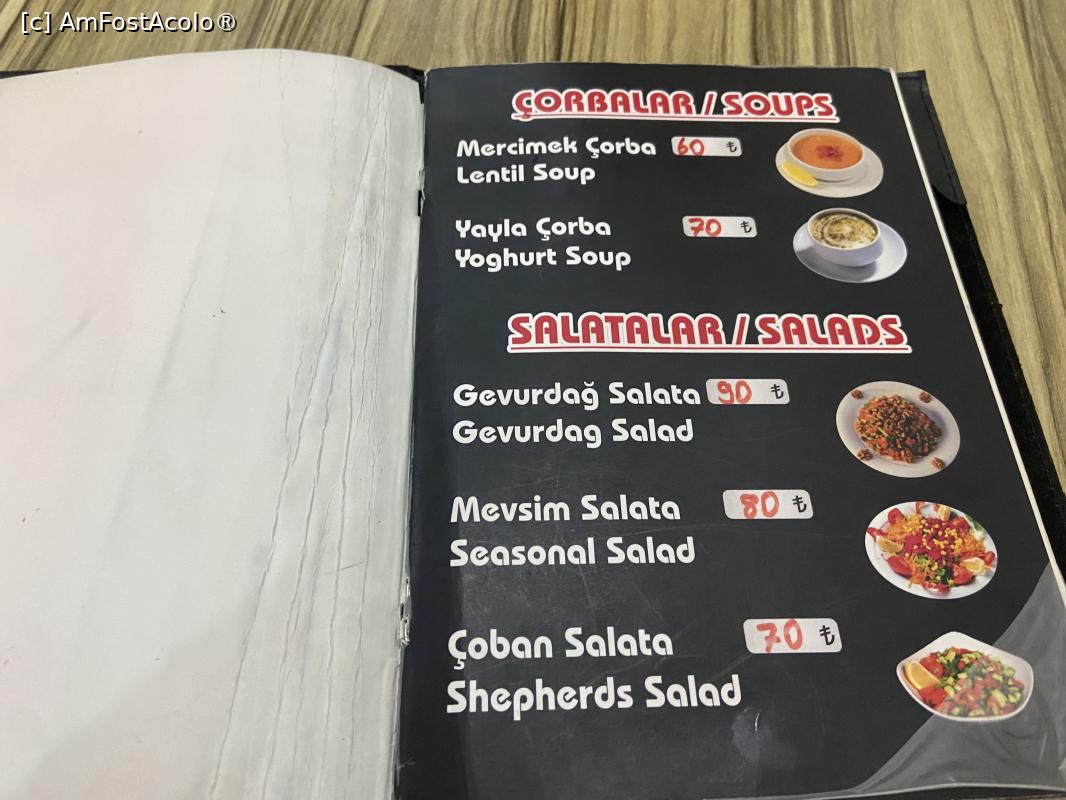 [c] AmFostAcolo®
ÇORBALAR / SOUPS
Mercimek Çorba 60 ₺
Lentil Soup
Yayla Çorba 70 ₺
Yoghurt Soup
SALATALAR / SALADS
Gevurdağ Salata 90 ₺
Gevurdag Salad
Mevsim Salata 80 ₺
Seasonal Salad
Çoban Salata 70 ₺
Shepherds Salad